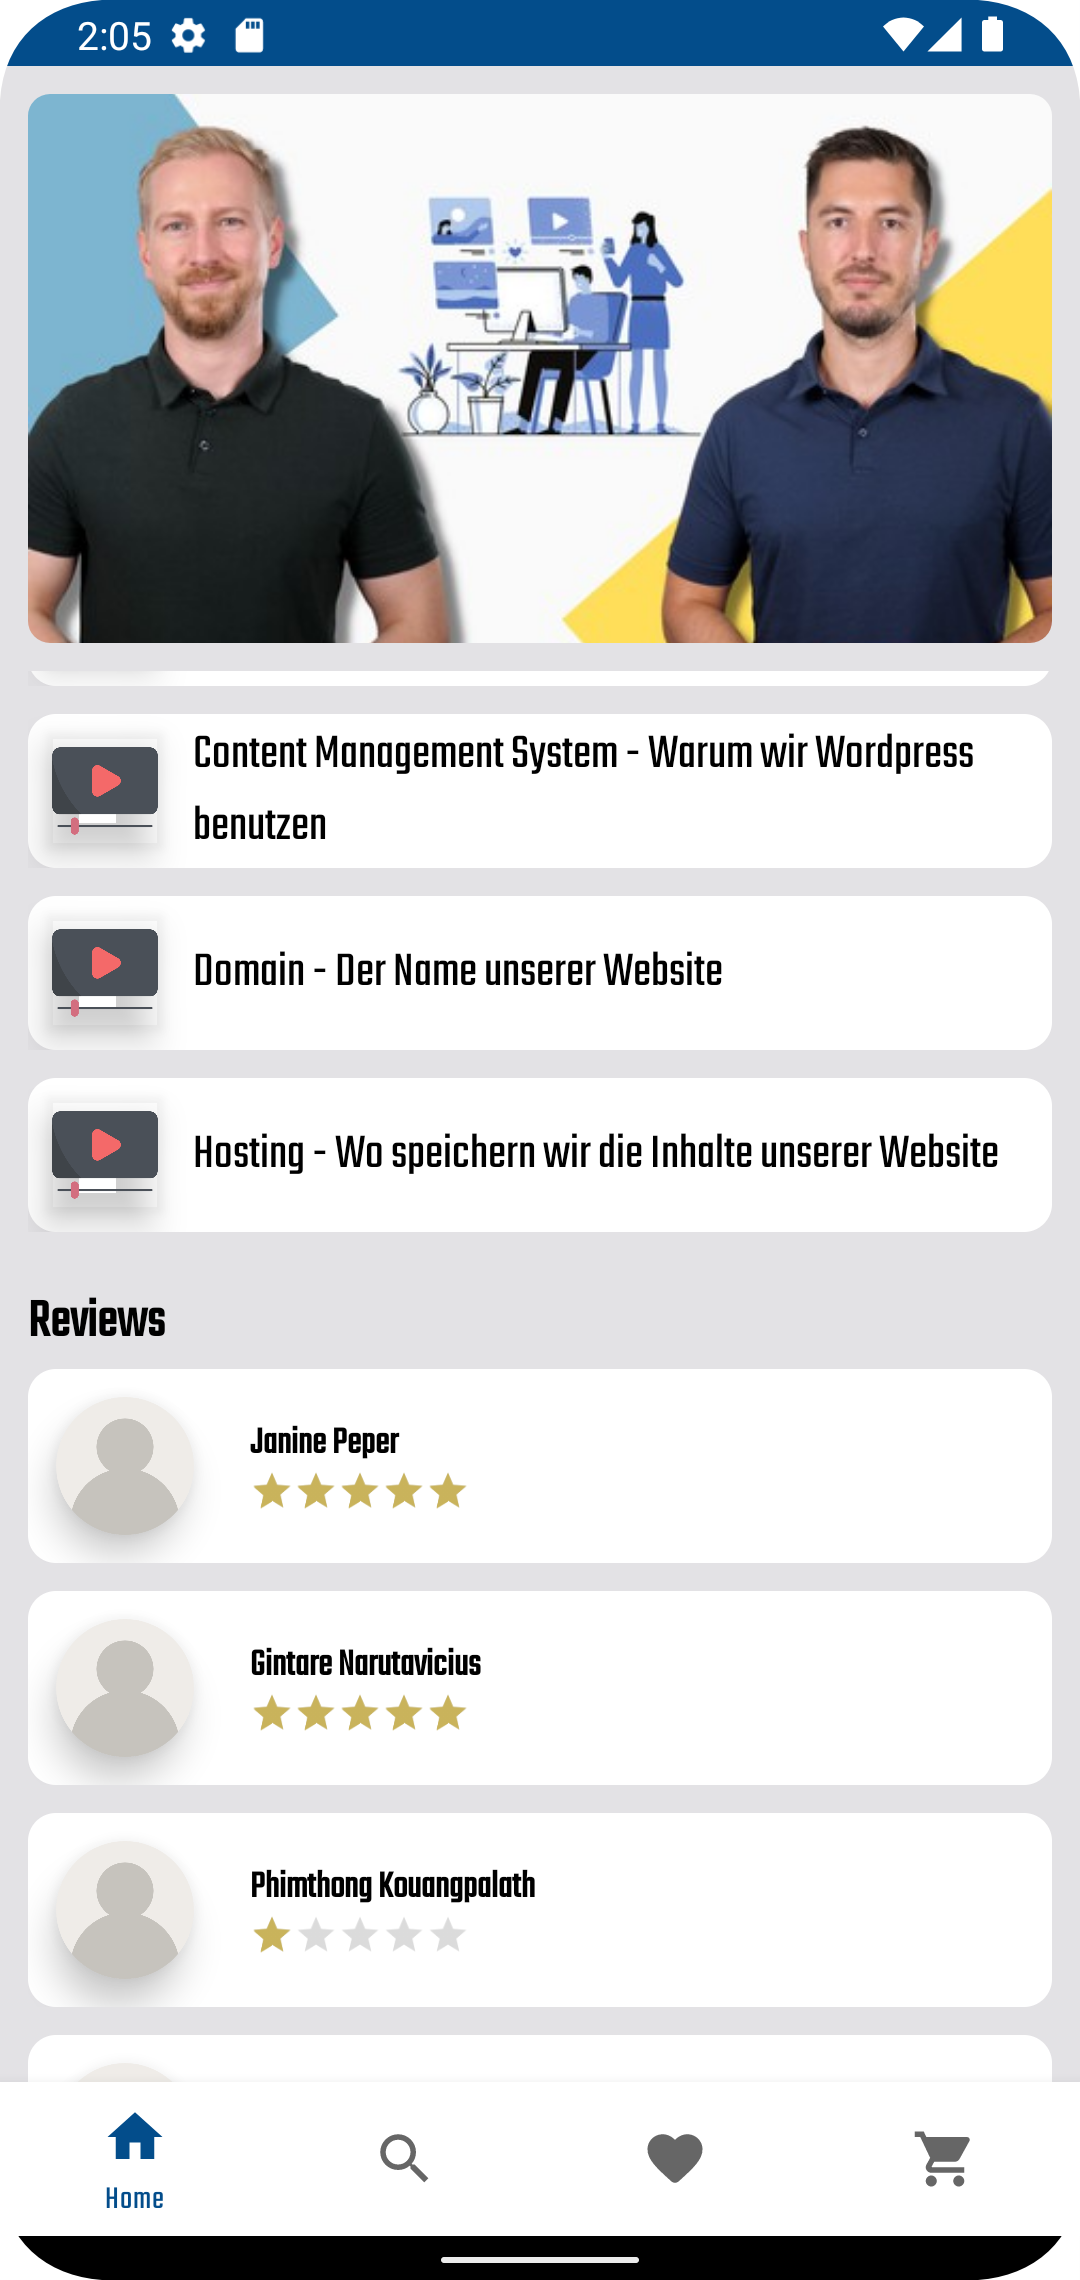 2:05
Content Management System - Warum wir Wordpress
benutzen
Domain - Der Name unserer Website
Hosting - Wo speichern wir die Inhalte unserer Website
Reviews
Janine Peper
Gintare Narutavicius
Phimthong Kouangpalath
Home